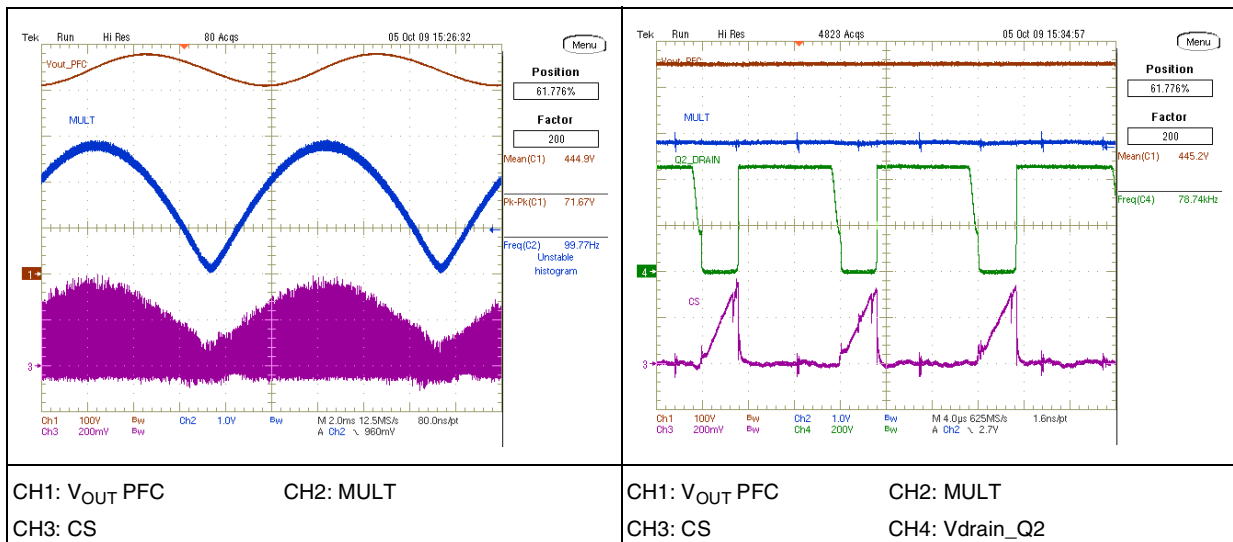 Tek Run Hi Res 80 Acqs 05 Oct 09 15:26:32
Menu
Vout_PFC
Position
61.776%
MULT
Factor
200
Mean(C1) 444.9V
Pk-Pk(C1) 71.67V
Freq(C2) 99.77Hz
Unstable
histogram
1
3
Ch1 100V Bw Ch2 1.0V Bw M 2.0ms 12.5MS/s 80.0ns/pt
Ch3 200mV Bw A Ch2 ∖ 960mV
Tek Run Hi Res 4823 Acqs 05 Oct 09 15:34:57
Menu
Vout_PFC
Position
61.776%
MULT
Factor
200
Q2_DRAIN
Mean(C1) 445.2V
Freq(C4) 78.74kHz
4
CS
3
Ch1 100V Bw Ch2 1.0V Bw M 4.0µs 625MS/s 1.6ns/pt
Ch3 200mV Bw Ch4 200V Bw A Ch2 ∖ 2.7V
CH1: VOUT PFC CH2: MULT
CH3: CS
CH1: VOUT PFC CH2: MULT
CH3: CS CH4: Vdrain_Q2